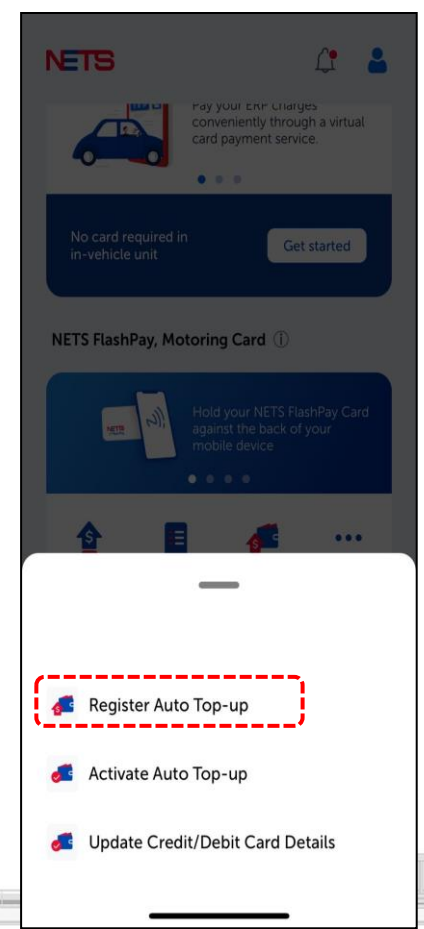 NETS
Pay your ERP charges
conveniently through a virtual
card payment service.
No card required in
in-vehicle unit
Get started
NETS FlashPay, Motoring Card
Hold your NETS FlashPay Card
against the back of your
mobile device
NETS
Register Auto Top-up
Activate Auto Top-up
Update Credit/Debit Card Details